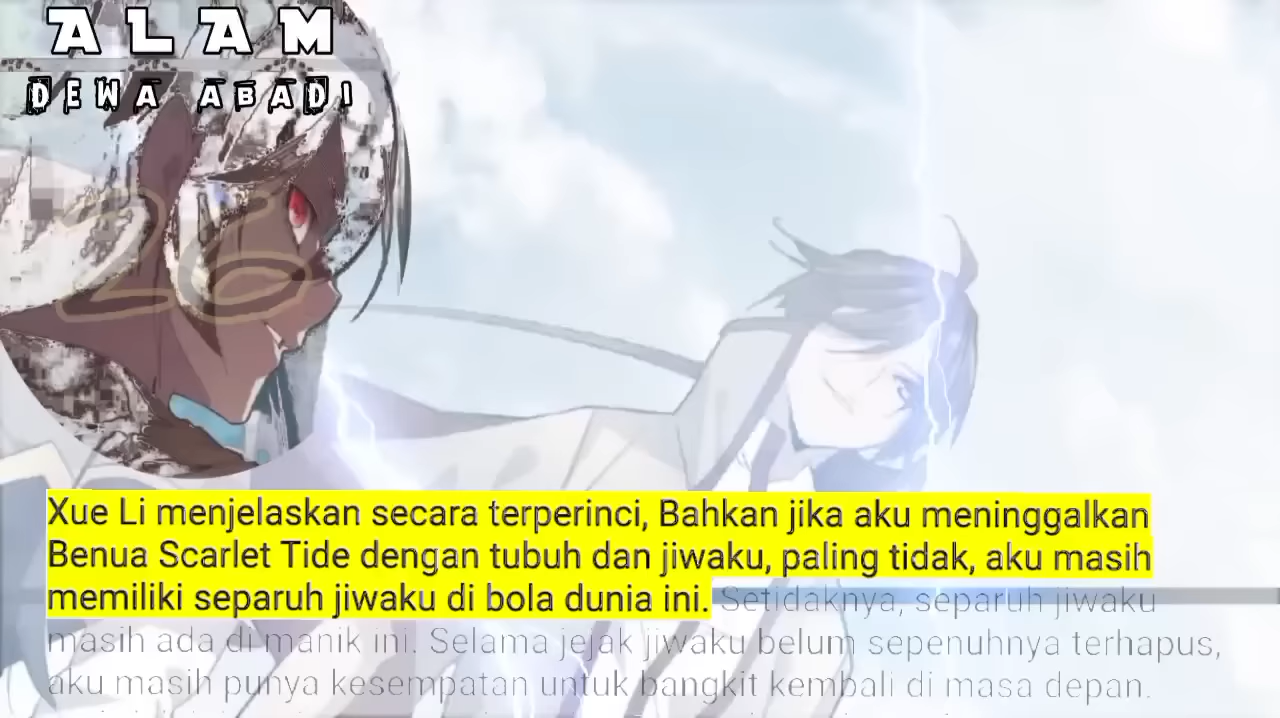 ALAM
DEWA ABADI
26
Xue Li menjelaskan secara terperinci, Bahkan jika aku meninggalkan
Benua Scarlet Tide dengan tubuh dan jiwaku, paling tidak, aku masih
memiliki separuh jiwaku di bola dunia ini. Setidaknya, separuh jiwaku
masih ada di manik ini. Selama jejak jiwaku belum sepenuhnya terhapus,
aku masih punya kesempatan untuk bangkit kembali di masa depan.